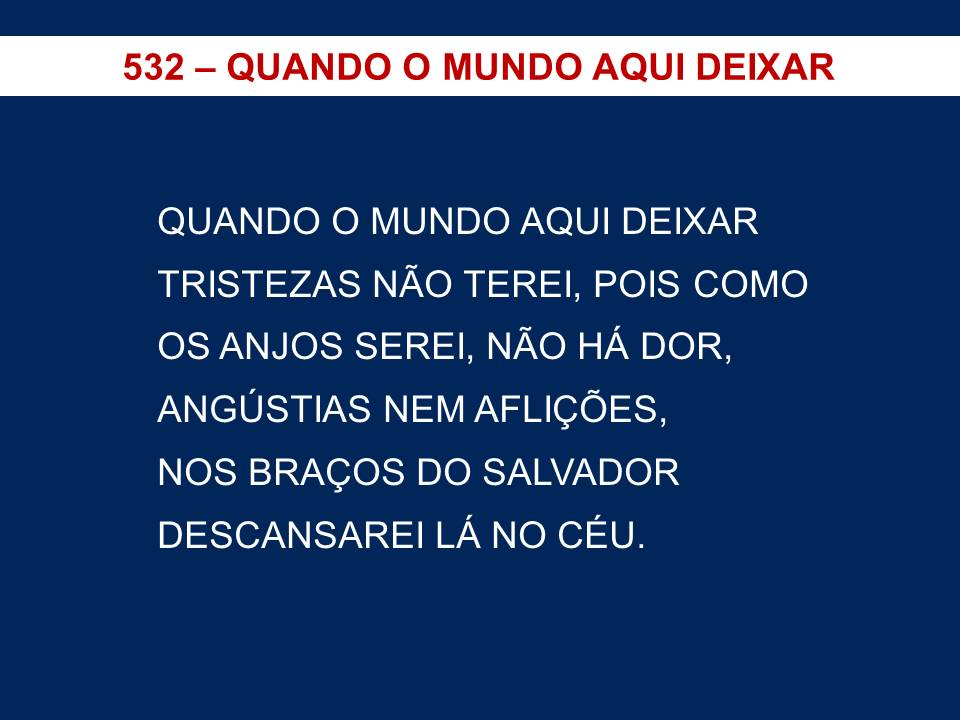 532 – QUANDO O MUNDO AQUI DEIXAR
QUANDO O MUNDO AQUI DEIXAR
TRISTEZAS NÃO TEREI, POIS COMO
OS ANJOS SEREI, NÃO HÁ DOR,
ANGÚSTIAS NEM AFLIÇÕES,
NOS BRAÇOS DO SALVADOR
DESCANSAREI LÁ NO CÉU.